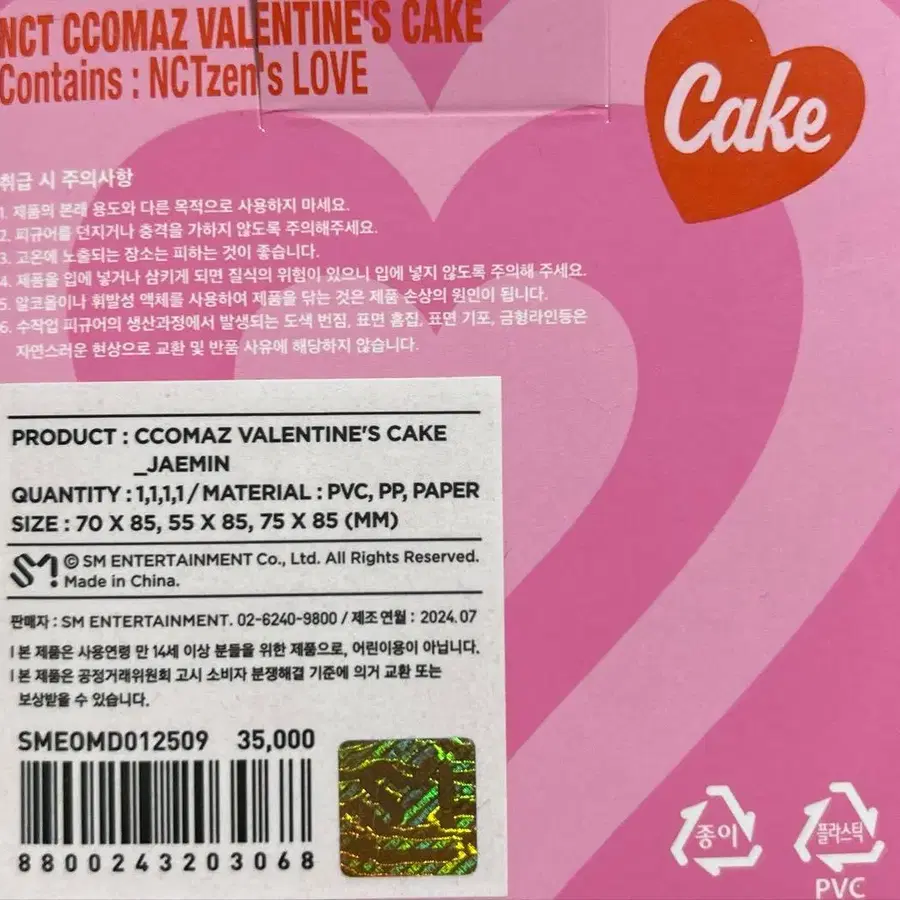 NCT CCOMAZ VALENTINE'S CAKE
Contains : NCTzen's LOVE
Cake
취급 시 주의사항
1. 제품의 본래 용도와 다른 목적으로 사용하지 마세요.
2. 피규어를 던지거나 충격을 가하지 않도록 주의해주세요.
3. 고온에 노출되는 장소는 피하는 것이 좋습니다.
4. 제품을 입에 넣거나 삼키게 되면 질식의 위험이 있으니 입에 넣지 않도록 주의해 주세요.
5. 알코올이나 휘발성 액체를 사용하여 제품을 닦는 것은 제품 손상의 원인이 됩니다.
6. 수작업 피규어의 생산과정에서 발생되는 도색 번짐, 표면 흠집, 표면 기포, 금형라인등은
자연스러운 현상으로 교환 및 반품 사유에 해당하지 않습니다.
PRODUCT : CCOMAZ VALENTINE'S CAKE
_JAEMIN
QUANTITY : 1,1,1,1 / MATERIAL : PVC, PP, PAPER
SIZE : 70 X 85, 55 X 85, 75 X 85 (MM)
SM! © SM ENTERTAINMENT Co., Ltd. All Rights Reserved.
Made in China.
판매자 : SM ENTERTAINMENT. 02-6240-9800 / 제조 연월 : 2024.07
I 본 제품은 사용연령 만 14세 이상 분들을 위한 제품으로, 어린이용이 아닙니다.
I 본 제품은 공정거래위원회 고시 소비자 분쟁해결 기준에 의거 교환 또는
보상받을 수 있습니다.
SMEOMD012509 35,000
8800243203068
종이
플라스틱
PVC